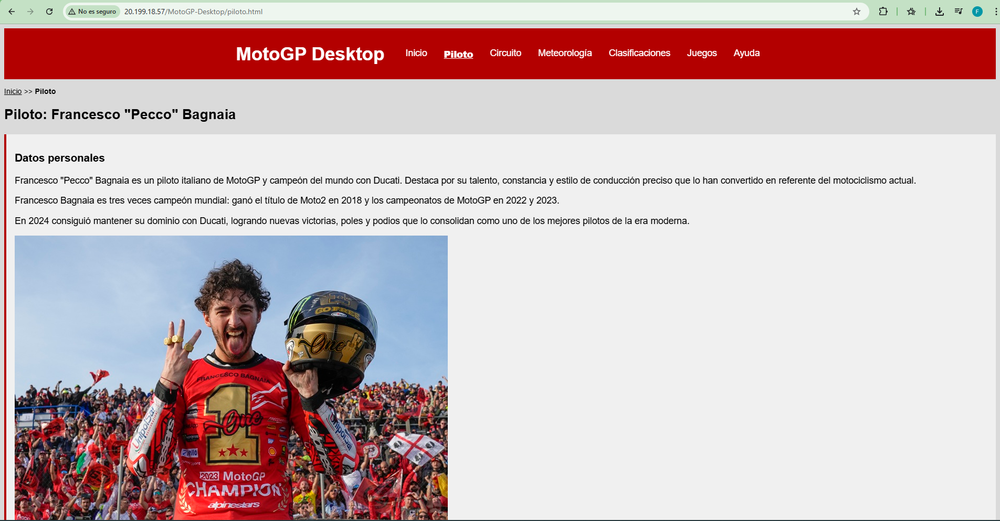 No es seguro
20.199.18.57/MotoGP-Desktop/piloto.html
F
MotoGP Desktop
Inicio
Piloto
Circuito
Meteorología
Clasificaciones
Juegos
Ayuda
Inicio >> Piloto
Piloto: Francesco "Pecco" Bagnaia
Datos personales
Francesco "Pecco" Bagnaia es un piloto italiano de MotoGP y campeón del mundo con Ducati. Destaca por su talento, constancia y estilo de conducción preciso que lo han convertido en referente del motociclismo actual.
Francesco Bagnaia es tres veces campeón mundial: ganó el título de Moto2 en 2018 y los campeonatos de MotoGP en 2022 y 2023.
En 2024 consiguió mantener su dominio con Ducati, logrando nuevas victorias, poles y podios que lo consolidan como uno de los mejores pilotos de la era moderna.
GOFREE
One
FRANCESCO BAGNAIA
1
One
UnipolSai
ASSICURAZIONI
UnipolSai
alpinestars
2023 MotoGP
CHAMPION
alpinestars